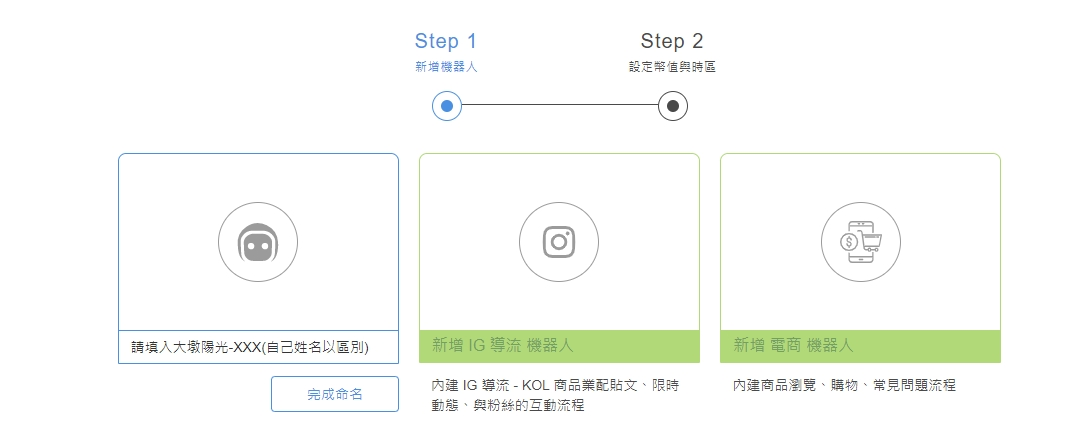 Step 1
新增機器人
Step 2
設定幣值與時區
請填入大墩陽光-XXX(自己姓名以區別)
完成命名
新增 IG 導流 機器人
內建 IG 導流 - KOL 商品業配貼文、限時
動態、與粉絲的互動流程
新增 電商 機器人
內建商品瀏覽、購物、常見問題流程